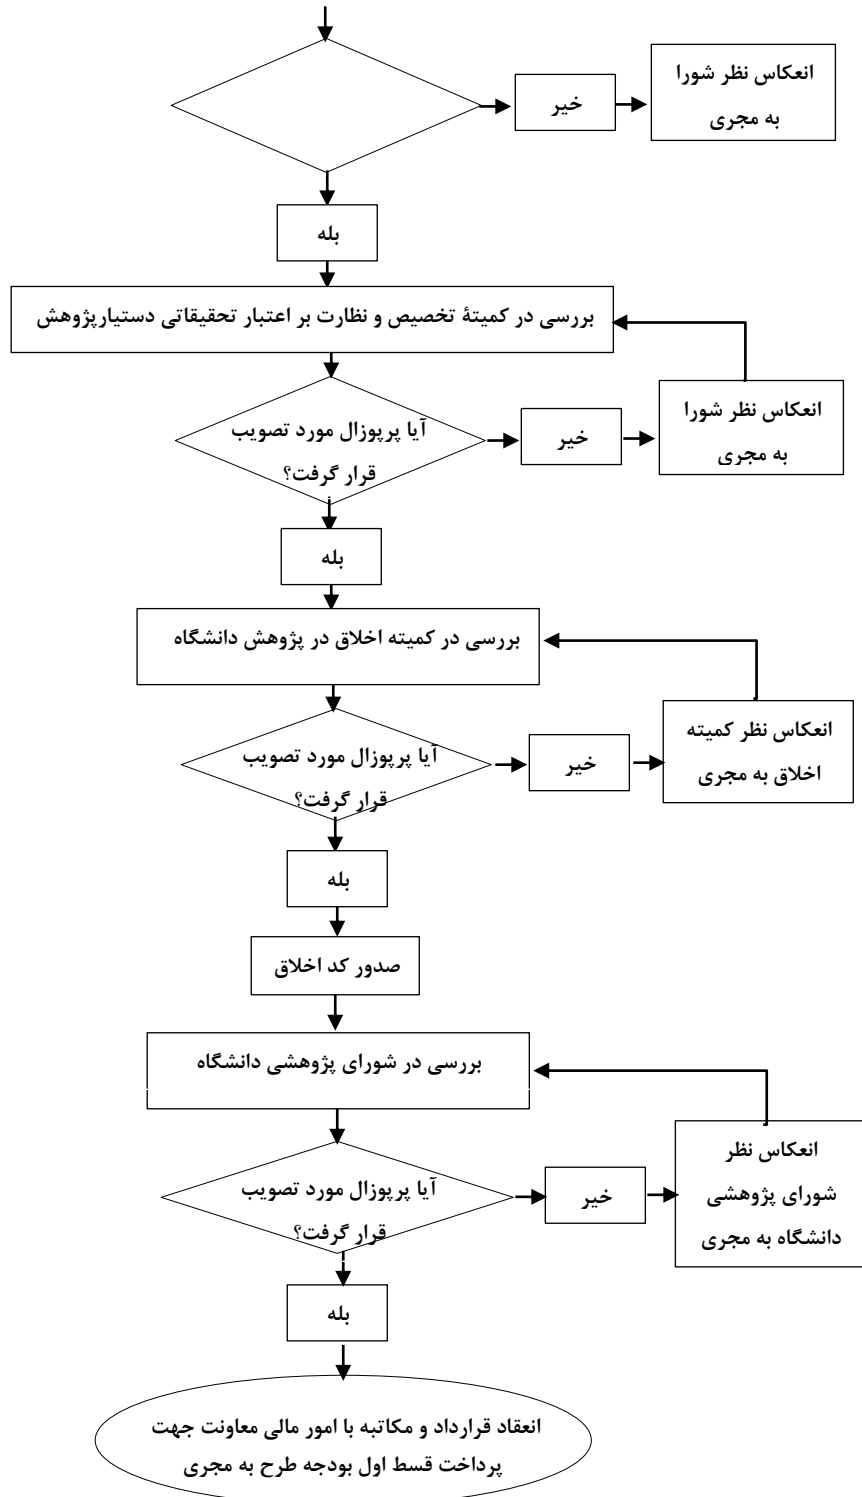 خیر
انعکاس نظر شورا
به مجری
بله
بررسی در کمیتۀ تخصیص و نظارت بر اعتبار تحقیقاتی دستیارپژوهش
آیا پرپوزال مورد تصویب
قرار گرفت؟
خیر
انعکاس نظر شورا
به مجری
بله
بررسی در کمیته اخلاق در پژوهش دانشگاه
آیا پرپوزال مورد تصویب
قرار گرفت؟
خیر
انعکاس نظر کمیته
اخلاق به مجری
بله
صدور کد اخلاق
بررسی در شورای پژوهشی دانشگاه
آیا پرپوزال مورد تصویب
قرار گرفت؟
خیر
انعکاس نظر
شورای پژوهشی
دانشگاه به مجری
بله
انعقاد قرارداد و مکاتبه با امور مالی معاونت جهت
پرداخت قسط اول بودجه طرح به مجری